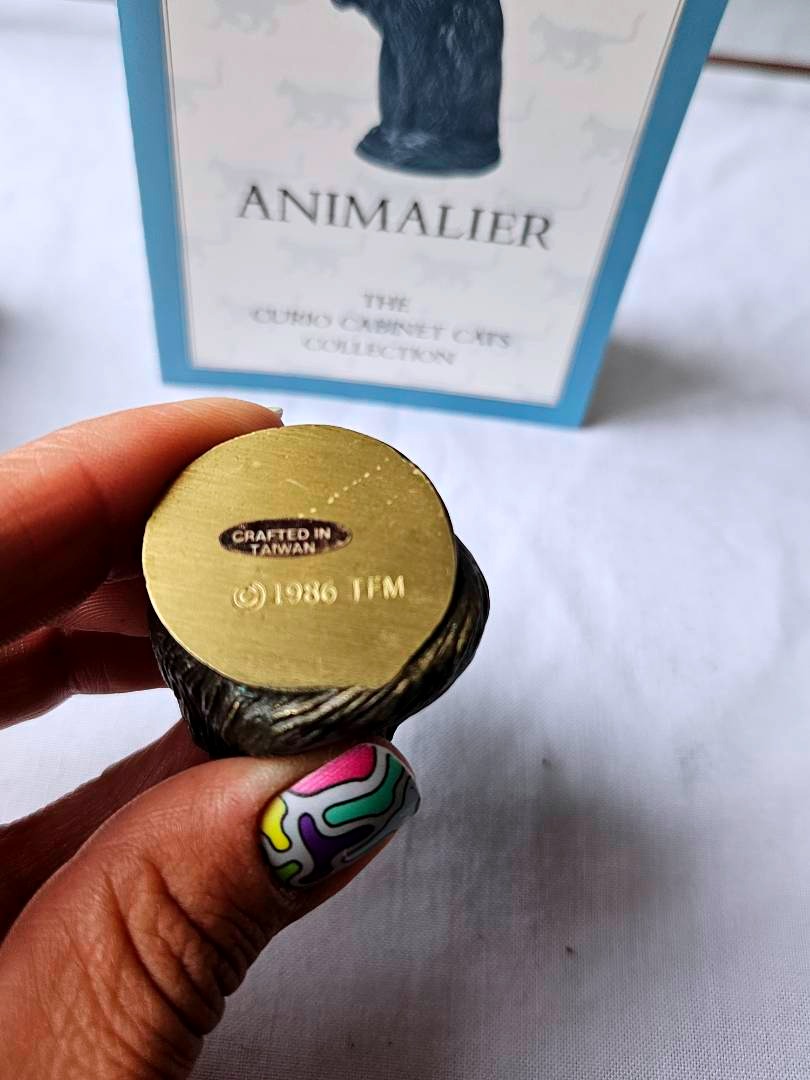 ANIMALIER
THE
CURIO CABINET CATS
COLLECTION
CRAFTED IN
TAIWAN
© 1986 TFM